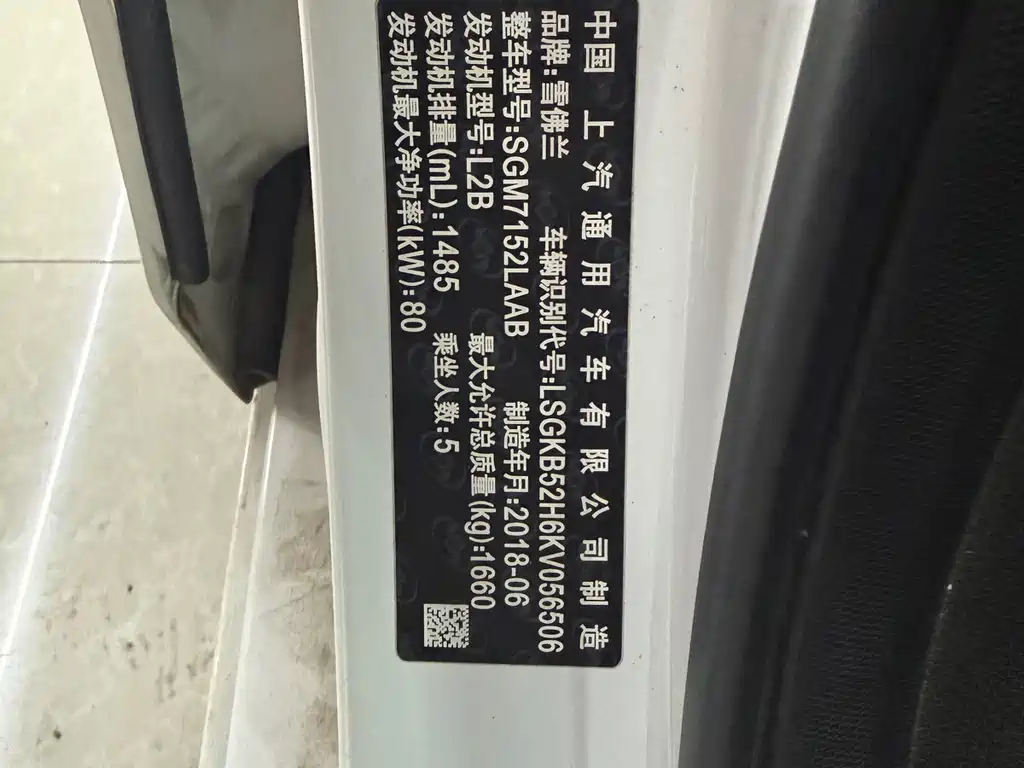 中国上汽通用汽车有限公司制造
品牌:雪佛兰 车辆识别代号:LSGKB52H6KV056506
整车型号:SGM7152LAAB 制造年月:2018-06
发动机型号:L2B 最大允许总质量(kg):1660
发动机排量(mL):1485 乘坐人数:5
发动机最大净功率(kW):80